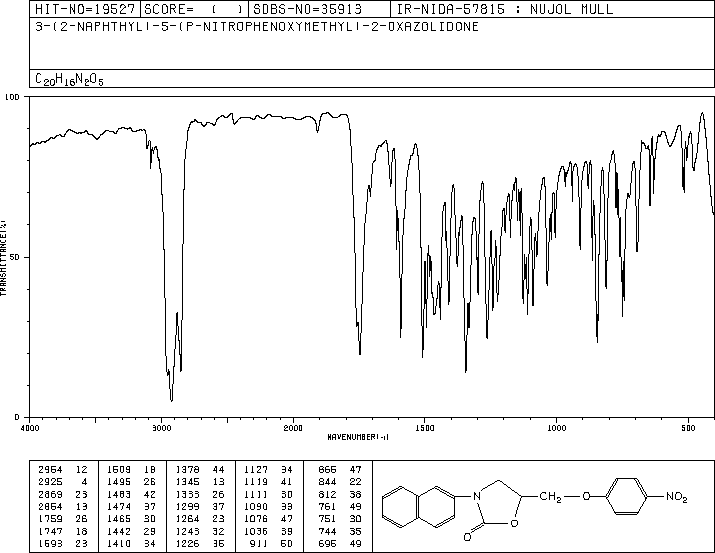 HIT-NO=19527 SCORE= ( ) SDBS-NO=35913 IR-NIDA-57815 : NUJOL MULL
3-(2-NAPHTHYL)-5-(P-NITROPHENOXYMETHYL)-2-OXAZOLIDONE
C20H16N2O5
100
50
0
TRANSMITTANCE(%)
4000 3000 2000 1500 1000 500
WAVENUMBER(-1)
2954 12 1509 18 1378 44 1127 34 866 47
2925 4 1495 26 1345 13 1119 41 844 22
2869 23 1483 42 1333 26 1111 30 812 38
2854 13 1474 37 1299 37 1090 33 761 49
1759 26 1465 30 1264 23 1076 47 751 30
1747 18 1442 29 1243 32 1036 39 744 35
1593 23 1410 34 1226 35 911 50 695 49
N
O
O
CH2
O
NO2